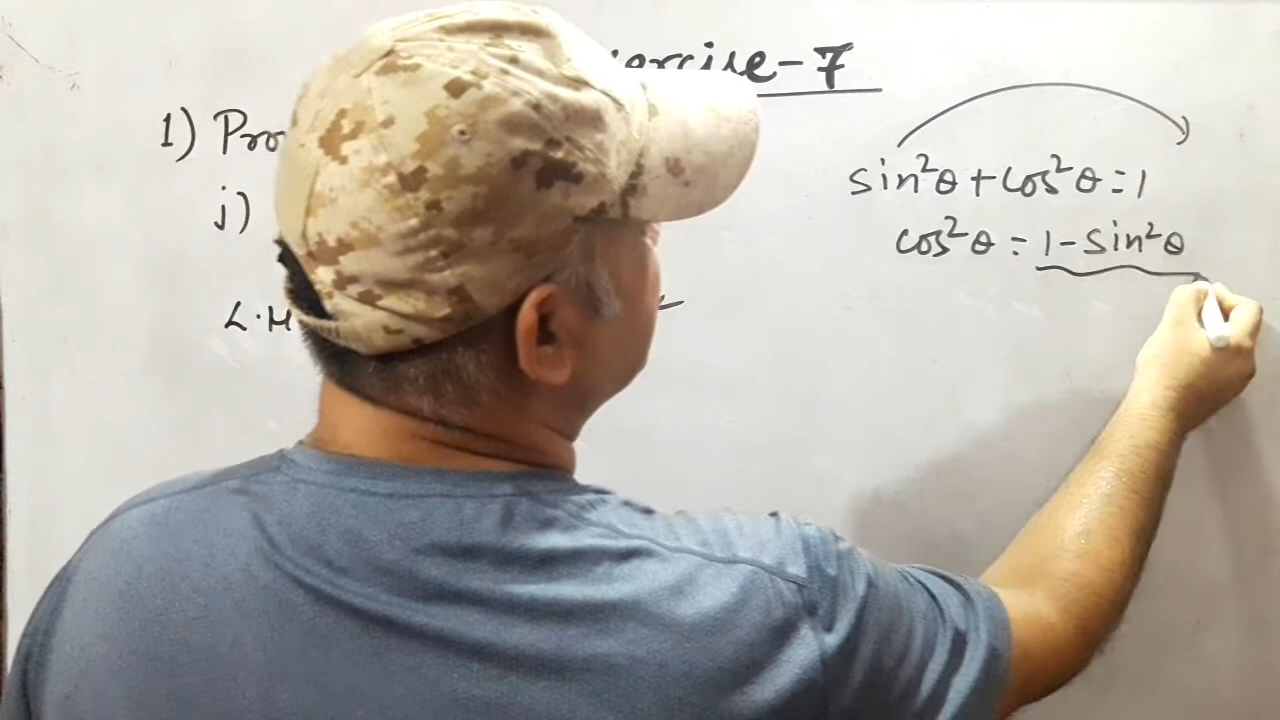 ercise-7
1) Pro
j)
L.H
sin²θ+cos²θ=1
cos²θ = 1-sin²θ